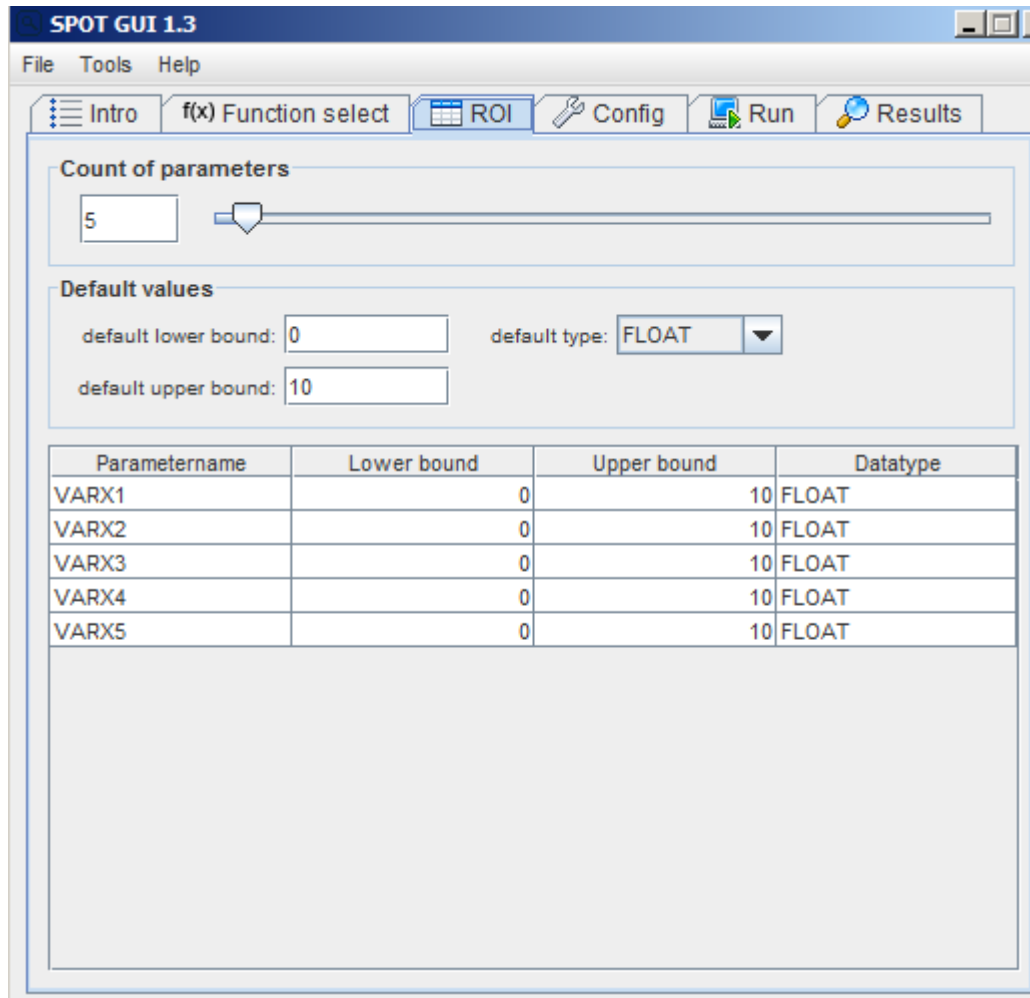 SPOT GUI 1.3
File Tools Help
Intro f(x) Function select ROI Config Run Results
Count of parameters
5
Default values
default lower bound: 0 default type: FLOAT
default upper bound: 10
Parametername Lower bound Upper bound Datatype
VARX1 0 10 FLOAT
VARX2 0 10 FLOAT
VARX3 0 10 FLOAT
VARX4 0 10 FLOAT
VARX5 0 10 FLOAT